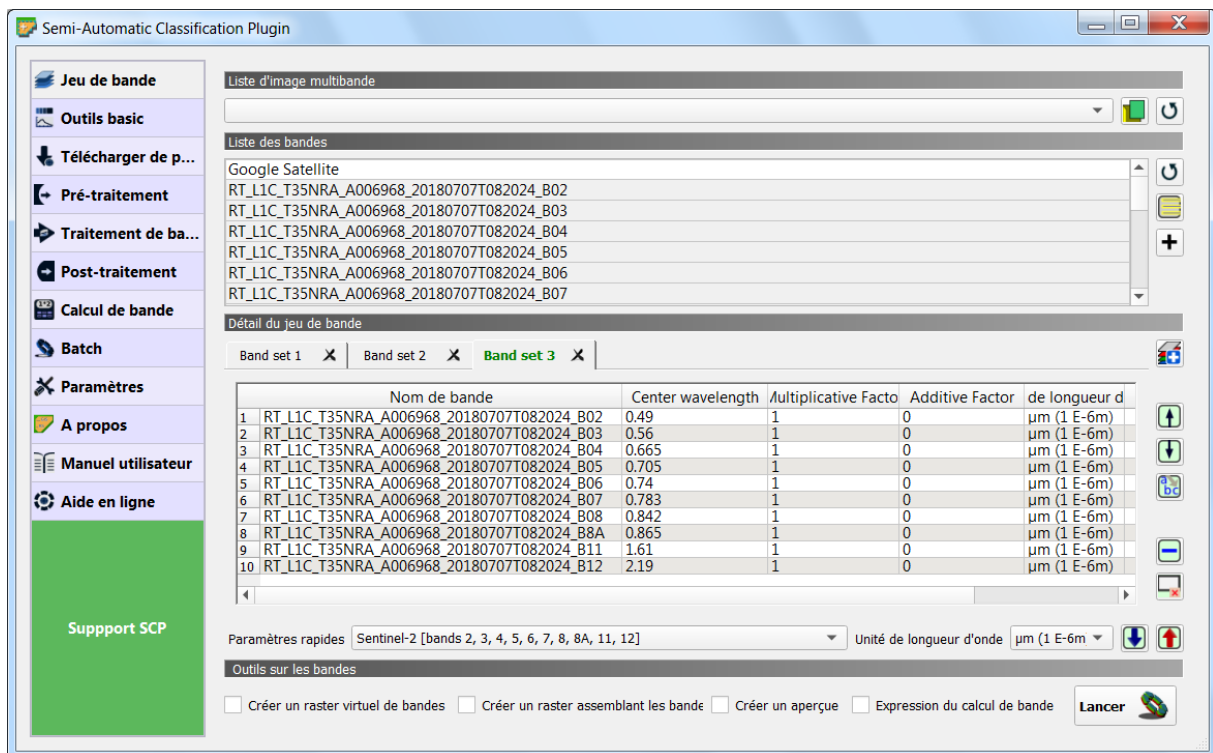 Semi-Automatic Classification Plugin
Jeu de bande
Outils basic
Télécharger de p...
Pré-traitement
Traitement de ba...
Post-traitement
Calcul de bande
Batch
Paramètres
A propos
Manuel utilisateur
Aide en ligne
Suppport SCP
Liste d'image multibande
Liste des bandes
Google Satellite
RT_L1C_T35NRA_A006968_20180707T082024_B02
RT_L1C_T35NRA_A006968_20180707T082024_B03
RT_L1C_T35NRA_A006968_20180707T082024_B04
RT_L1C_T35NRA_A006968_20180707T082024_B05
RT_L1C_T35NRA_A006968_20180707T082024_B06
RT_L1C_T35NRA_A006968_20180707T082024_B07
Détail du jeu de bande
Band set 1 Band set 2 Band set 3
Nom de bande Center wavelength Multiplicative Facto Additive Factor de longueur d
1 RT_L1C_T35NRA_A006968_20180707T082024_B02 0.49 1 0 µm (1 E-6m)
2 RT_L1C_T35NRA_A006968_20180707T082024_B03 0.56 1 0 µm (1 E-6m)
3 RT_L1C_T35NRA_A006968_20180707T082024_B04 0.665 1 0 µm (1 E-6m)
4 RT_L1C_T35NRA_A006968_20180707T082024_B05 0.705 1 0 µm (1 E-6m)
5 RT_L1C_T35NRA_A006968_20180707T082024_B06 0.74 1 0 µm (1 E-6m)
6 RT_L1C_T35NRA_A006968_20180707T082024_B07 0.783 1 0 µm (1 E-6m)
7 RT_L1C_T35NRA_A006968_20180707T082024_B08 0.842 1 0 µm (1 E-6m)
8 RT_L1C_T35NRA_A006968_20180707T082024_B8A 0.865 1 0 µm (1 E-6m)
9 RT_L1C_T35NRA_A006968_20180707T082024_B11 1.61 1 0 µm (1 E-6m)
10 RT_L1C_T35NRA_A006968_20180707T082024_B12 2.19 1 0 µm (1 E-6m)
Paramètres rapides Sentinel-2 [bands 2, 3, 4, 5, 6, 7, 8, 8A, 11, 12] Unité de longueur d'onde µm (1 E-6m
Outils sur les bandes
Créer un raster virtuel de bandes Créer un raster assemblant les bande Créer un aperçue Expression du calcul de bande Lancer